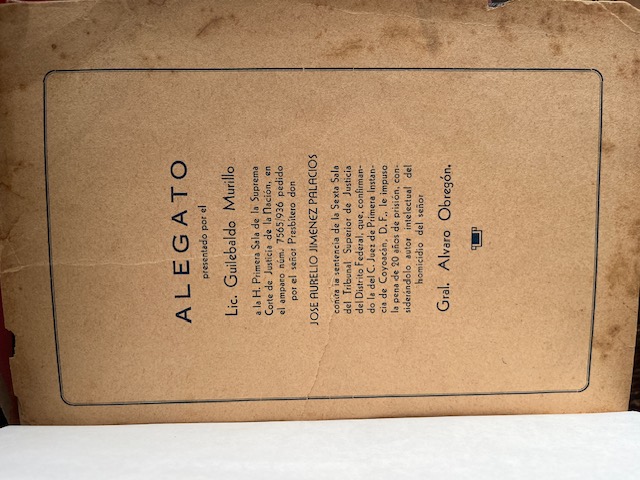 ALEGATO
presentado por el
Lic. Guilebaldo Murillo
a la H. Primera Sala de la Suprema
Corte de Justicia de la Nación, en
el amparo núm. 7565|936 pedido
por el señor Presbítero don
JOSE AURELIO JIMENEZ PALACIOS
contra la sentencia de la Sexta Sala
del Tribunal Superior de Justicia
del Distrito Federal, que, confirman-
do la del C. Juez de Primera Instan-
cia de Coyoacán, D. F., le impuso
la pena de 20 años de prisión, con-
siderándolo autor intelectual del
homicidio del señor
Gral. Alvaro Obregón.